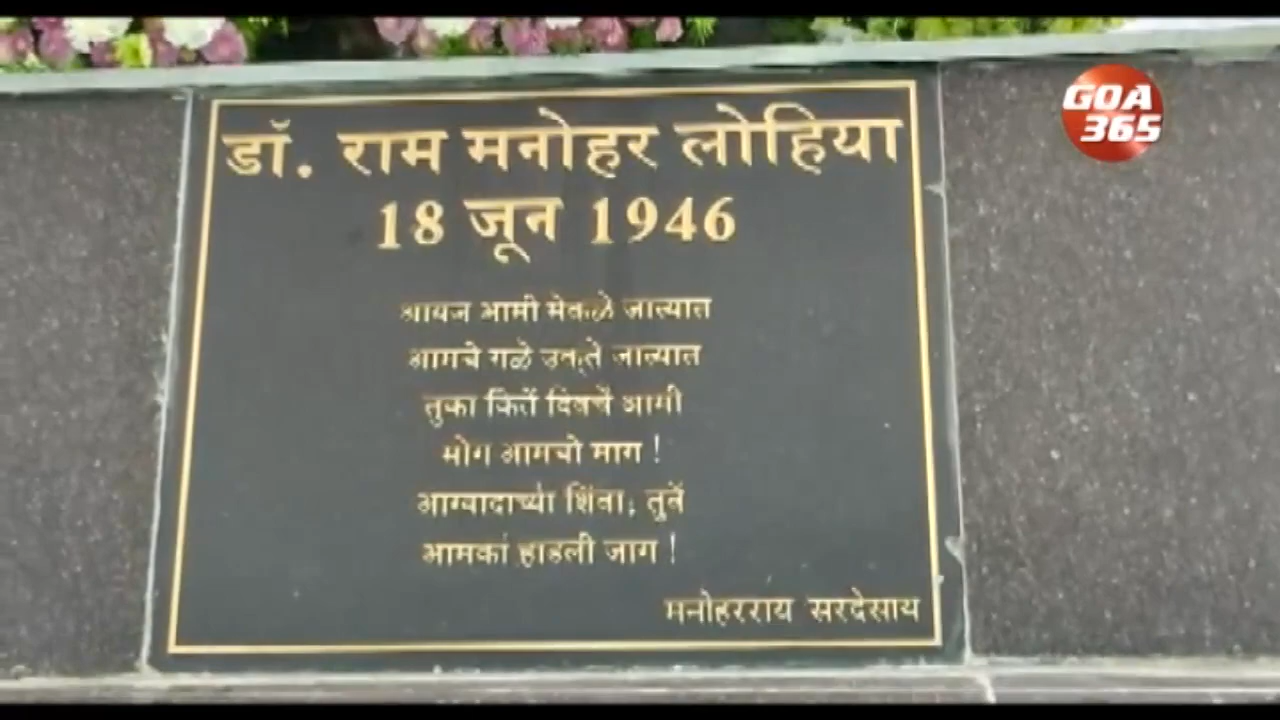 डॉ. राम मनोहर लोहिया
18 जून 1946
आयज आमी मेकळे जाल्यात
आमचे गळे उक्ते जाल्यात
तुका कितें दिवचें आमी
मोग आमचो माग !
आग्वादाच्या शिंवा, तुवें
आमकां हाडली जाग !
मनोहरराय सरदेसाय
GOA
365